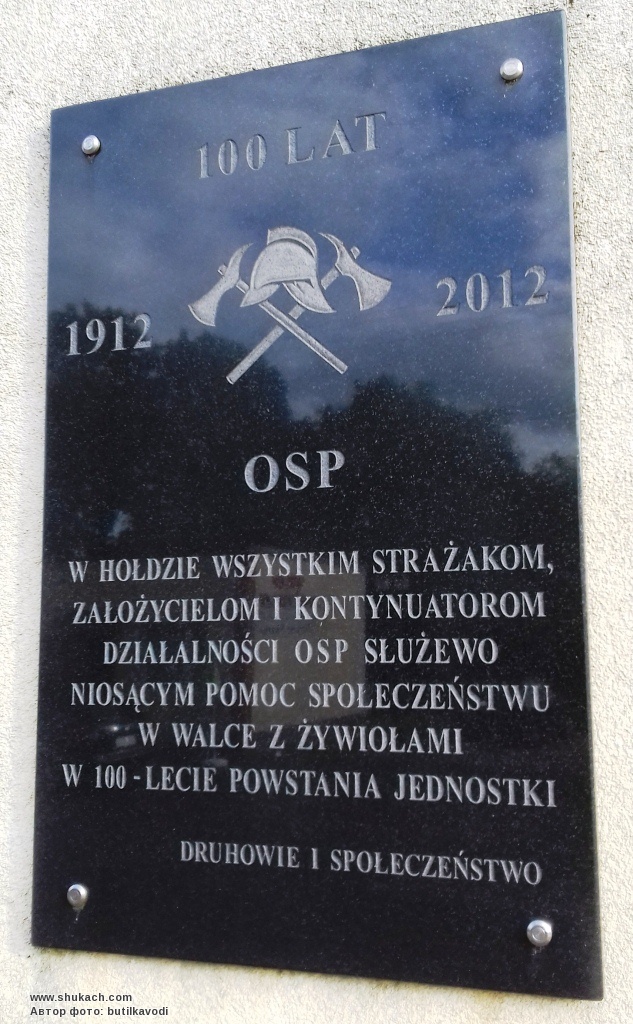 100 LAT
1912 2012
OSP
W HOŁDZIE WSZYSTKIM STRAŻAKOM,
ZAŁOŻYCIELOM I KONTYNUATOROM
DZIAŁALNOŚCI OSP SŁUŻEWO
NIOSĄCYM POMOC SPOŁECZEŃSTWU
W WALCE Z ŻYWIOŁAMI
W 100-LECIE POWSTANIA JEDNOSTKI
DRUHOWIE I SPOŁECZEŃSTWO
www.shukach.com
Автор фото: butilkavodi